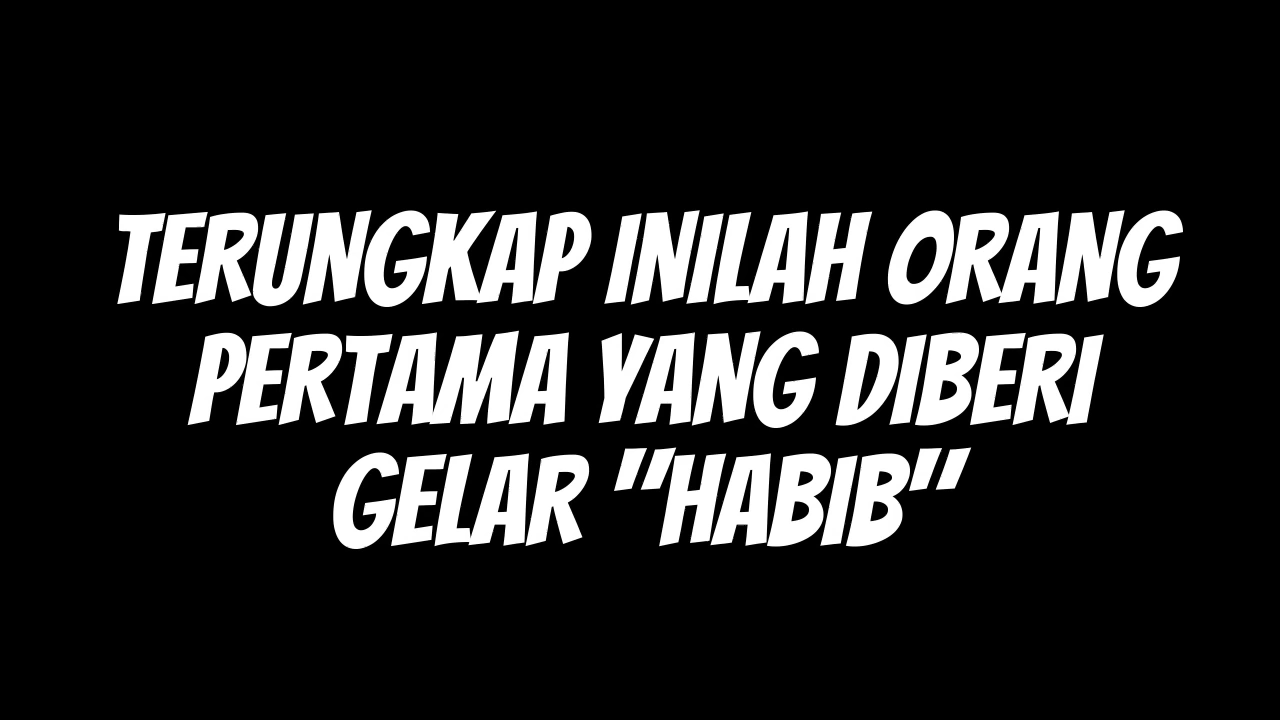 TERUNGKAP INILAH ORANG
PERTAMA YANG DIBERI
GELAR "HABIB"